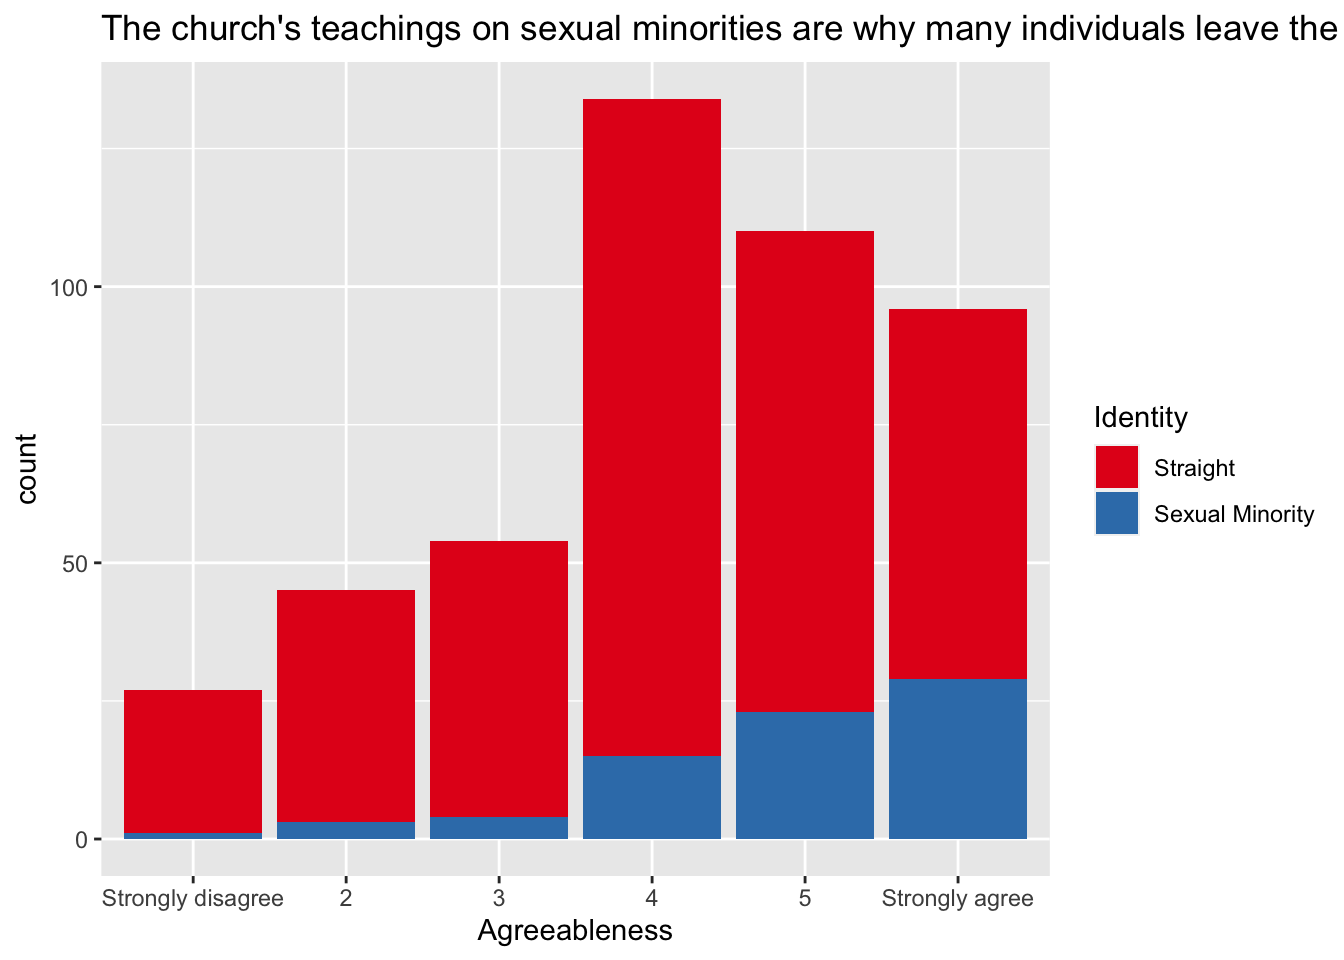 The church's teachings on sexual minorities are why many individuals leave the
100
50
0
count
Strongly disagree 2 3 4 5 Strongly agree
Agreeableness
Identity
Straight
Sexual Minority